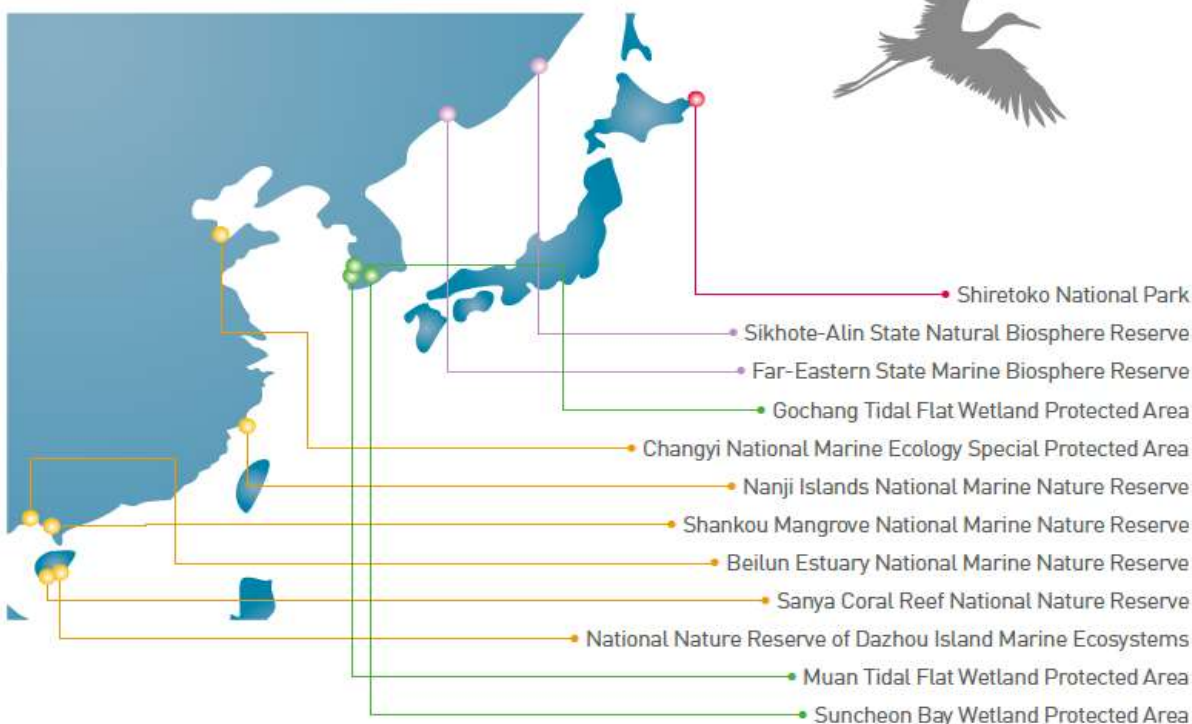 Shiretoko National Park
Sikhote-Alin State Natural Biosphere Reserve
Far-Eastern State Marine Biosphere Reserve
Gochang Tidal Flat Wetland Protected Area
Changyi National Marine Ecology Special Protected Area
Nanji Islands National Marine Nature Reserve
Shankou Mangrove National Marine Nature Reserve
Beilun Estuary National Marine Nature Reserve
Sanya Coral Reef National Nature Reserve
National Nature Reserve of Dazhou Island Marine Ecosystems
Muan Tidal Flat Wetland Protected Area
Suncheon Bay Wetland Protected Area